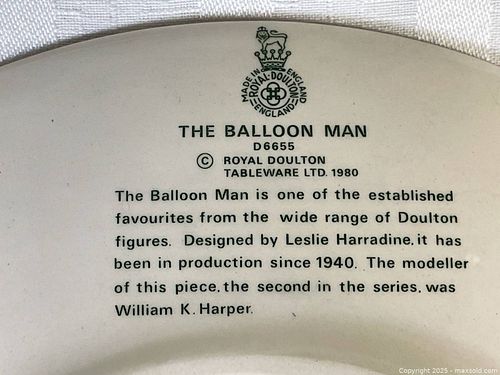 MADE IN ENGLAND
ROYAL·DOULTON
ENGLAND
THE BALLOON MAN
D6655
© ROYAL DOULTON
TABLEWARE LTD. 1980
The Balloon Man is one of the established
favourites from the wide range of Doulton
figures. Designed by Leslie Harradine, it has
been in production since 1940. The modeller
of this piece, the second in the series, was
William K. Harper.
Copyright 2025 - maxsold.com